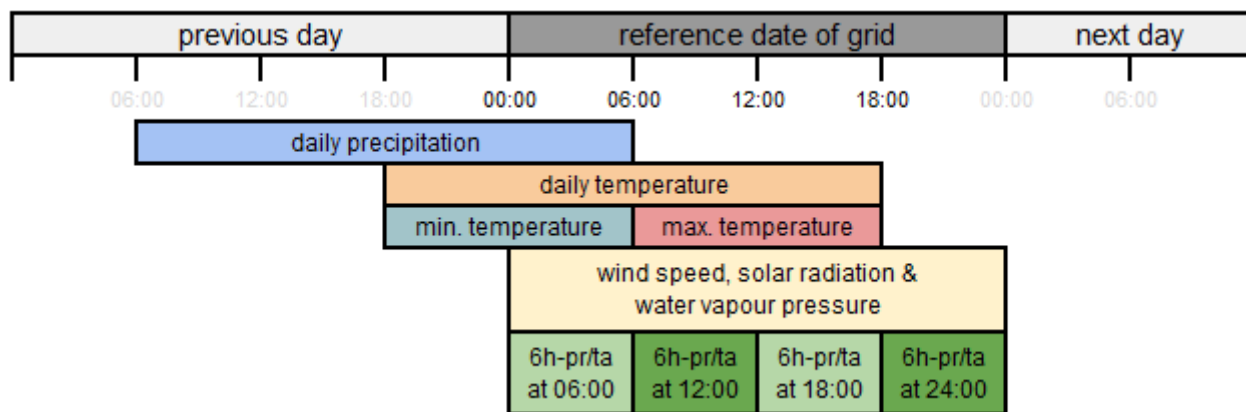 previous day reference date of grid next day
06:00 12:00 18:00 00:00 06:00 12:00 18:00 00:00 06:00
daily precipitation
daily temperature
min. temperature max. temperature
wind speed, solar radiation &
water vapour pressure
6h-pr/ta 6h-pr/ta 6h-pr/ta 6h-pr/ta
at 06:00 at 12:00 at 18:00 at 24:00